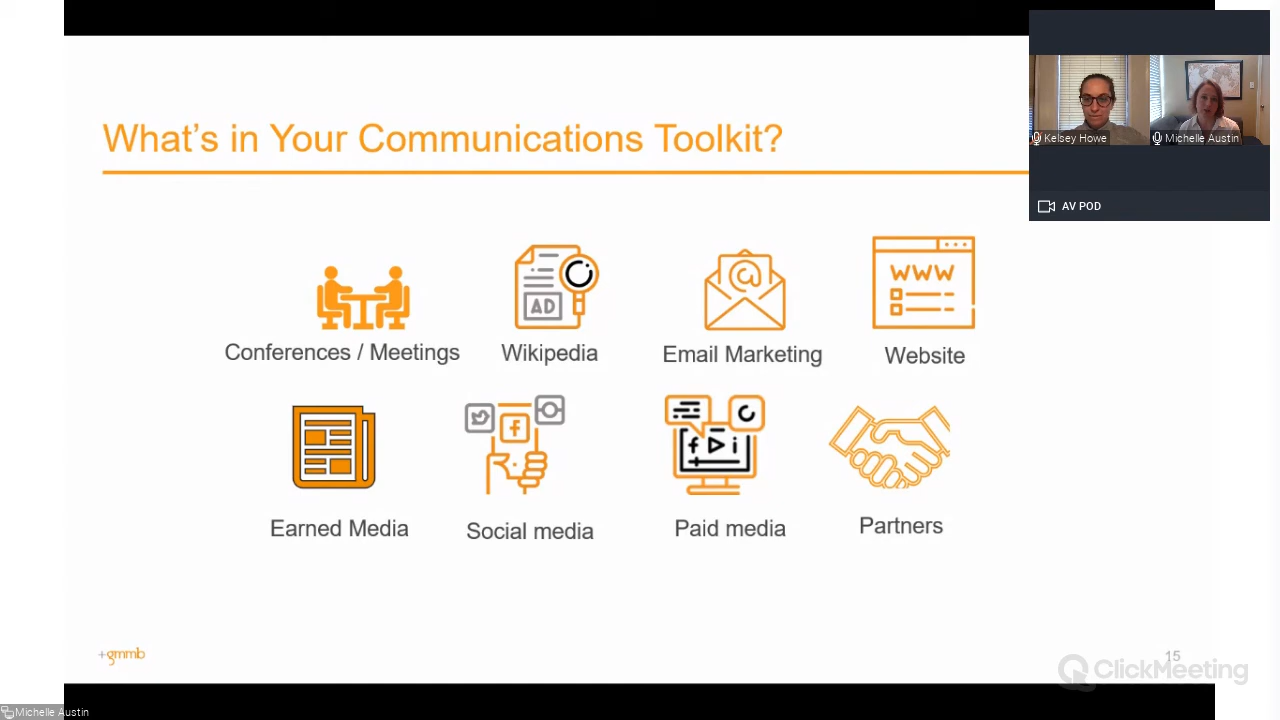 What's in Your Communications Toolkit?
Kelsey Howe
Michelle Austin
AV POD
AD
@
WWW
Conferences / Meetings
Wikipedia
Email Marketing
Website
f
f
i
Earned Media
Social media
Paid media
Partners
+gmmb
15
ClickMeeting
Michelle Austin